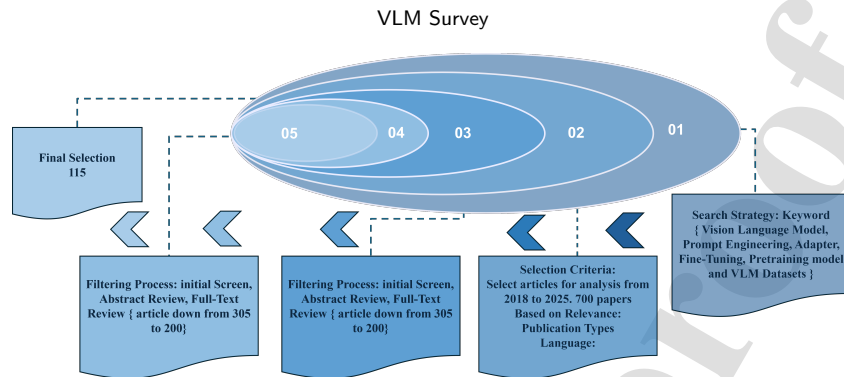 VLM Survey
05
04
03
02
01
Final Selection
115
Search Strategy: Keyword
{ Vision Language Model,
Prompt Engineering, Adapter,
Fine-Tuning, Pretraining model
and VLM Datasets }
Filtering Process: initial Screen,
Abstract Review, Full-Text
Review { article down from 305
to 200}
Filtering Process: initial Screen,
Abstract Review, Full-Text
Review { article down from 305
to 200}
Selection Criteria:
Select articles for analysis from
2018 to 2025. 700 papers
Based on Relevance:
Publication Types
Language: